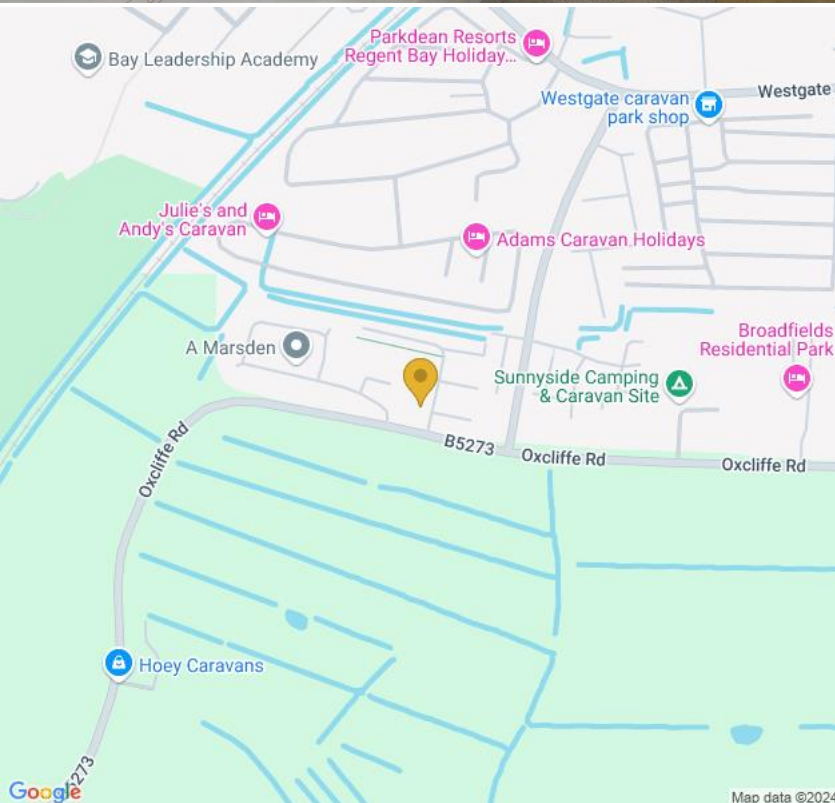 Parkdean Resorts
Regent Bay Holiday...
Bay Leadership Academy
Westgate
Westgate caravan
park shop
Julie's and
Andy's Caravan
Adams Caravan Holidays
Broadfields
Residential Park
A Marsden
Sunnyside Camping
& Caravan Site
Oxcliffe Rd
B5273
Oxcliffe Rd
Oxcliffe Rd
Hoey Caravans
5273
Google
Map data ©2024